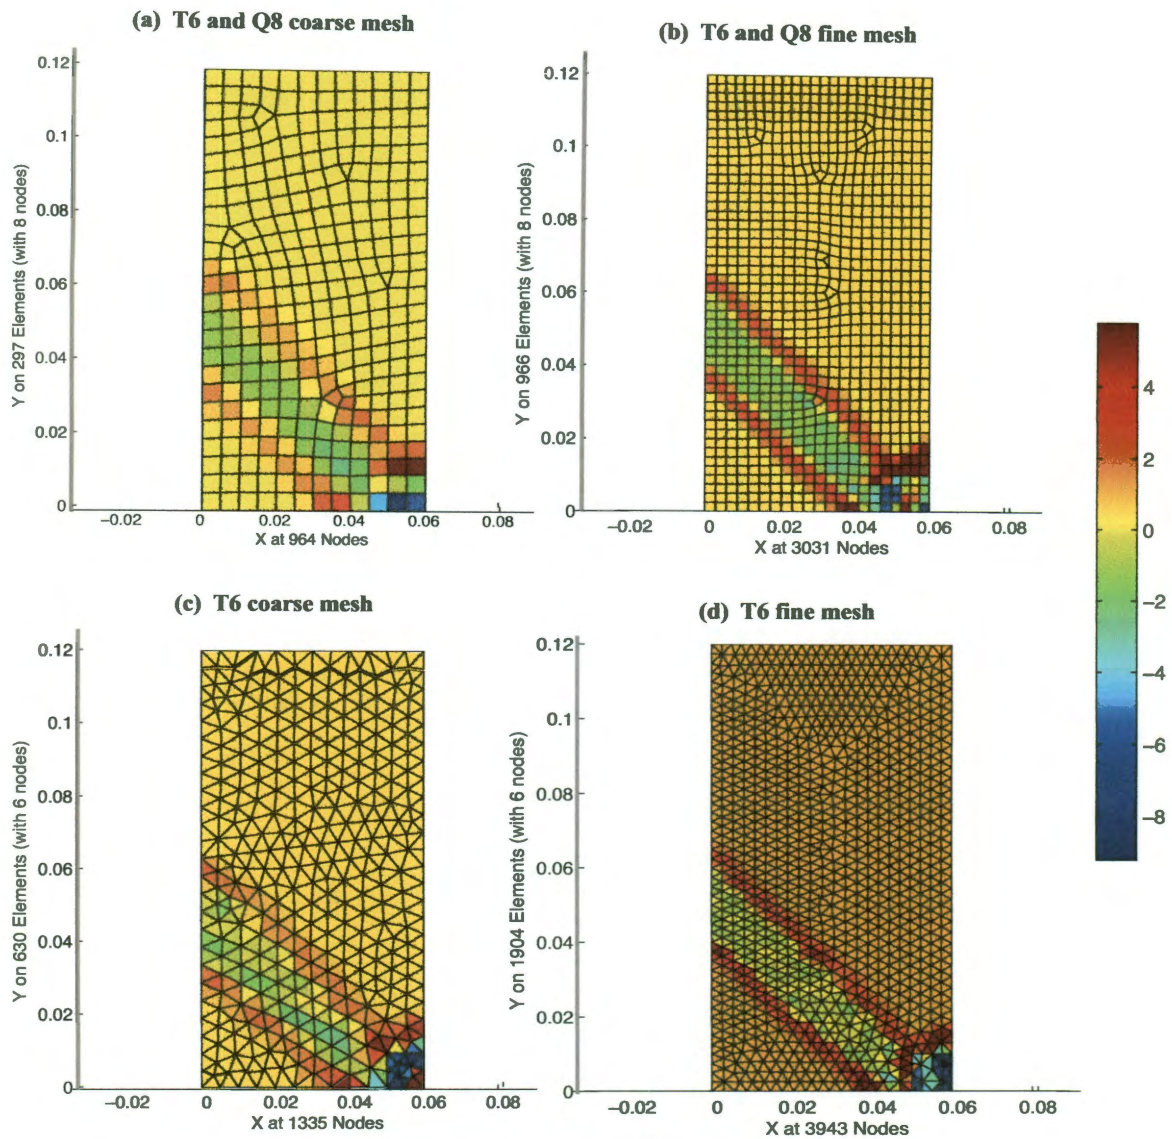 (a) T6 and Q8 coarse mesh
0.12
0.1
0.08
0.06
0.04
0.02
0
Y on 297 Elements (with 8 nodes)
−0.02 0 0.02 0.04 0.06 0.08
X at 964 Nodes
(b) T6 and Q8 fine mesh
0.12
0.1
0.08
0.06
0.04
0.02
0
Y on 966 Elements (with 8 nodes)
−0.02 0 0.02 0.04 0.06 0.08
X at 3031 Nodes
(c) T6 coarse mesh
0.12
0.1
0.08
0.06
0.04
0.02
0
Y on 630 Elements (with 6 nodes)
−0.02 0 0.02 0.04 0.06 0.08
X at 1335 Nodes
(d) T6 fine mesh
0.12
0.1
0.08
0.06
0.04
0.02
0
Y on 1904 Elements (with 6 nodes)
−0.02 0 0.02 0.04 0.06 0.08
X at 3943 Nodes
4
2
0
−2
−4
−6
−8